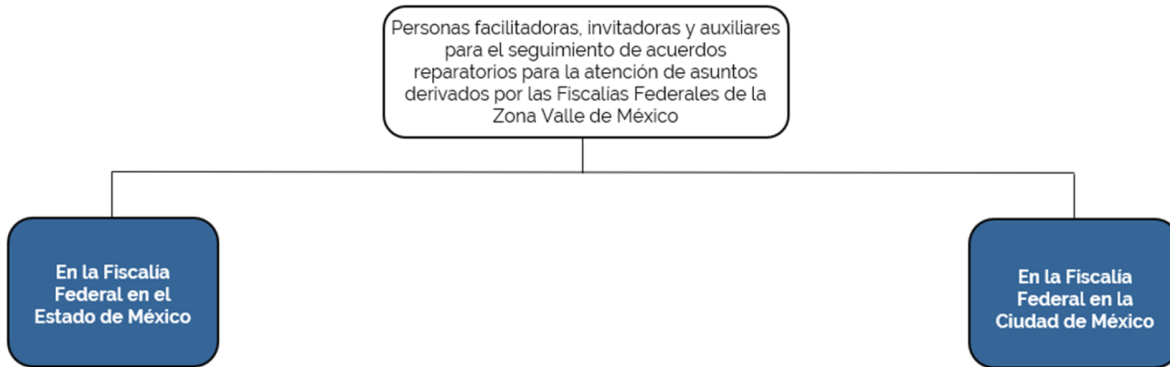 Personas facilitadoras, invitadoras y auxiliares
para el seguimiento de acuerdos
reparatorios para la atención de asuntos
derivados por las Fiscalías Federales de la
Zona Valle de México
En la Fiscalía
Federal en el
Estado de México
En la Fiscalía
Federal en la
Ciudad de México